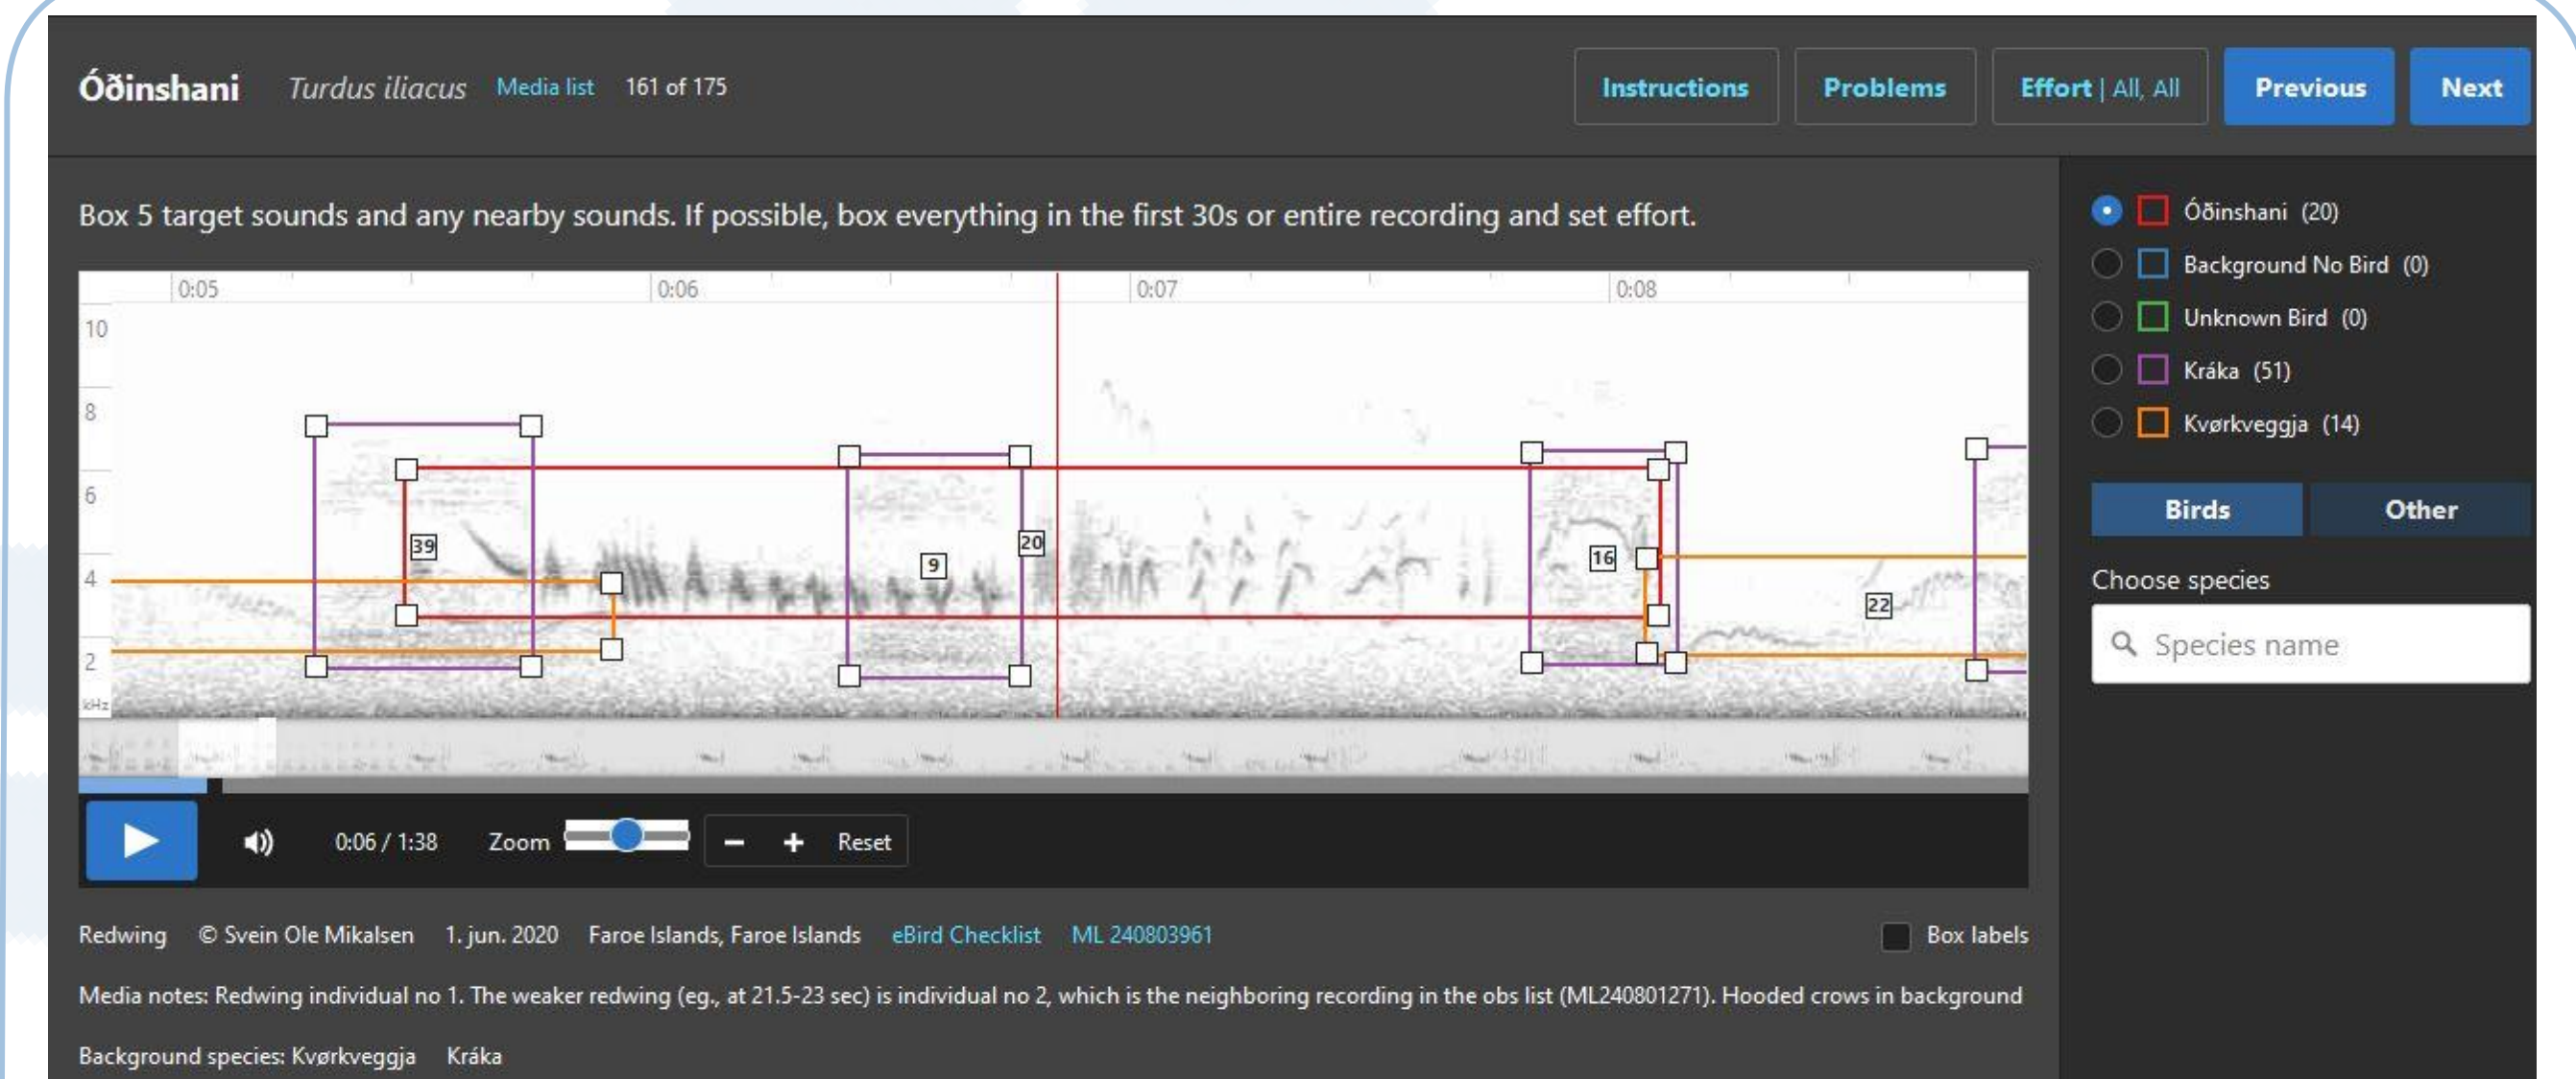 Óðinshani Turdus iliacus Media list 161 of 175 Instructions Problems Effort | All, All Previous Next
Box 5 target sounds and any nearby sounds. If possible, box everything in the first 30s or entire recording and set effort.
0:05 0:06 0:07 0:08
10
8
6
4
2
kHz
39
9
20
16
22
0:06 / 1:38 Zoom − + Reset
Redwing © Svein Ole Mikalsen 1. jun. 2020 Faroe Islands, Faroe Islands eBird Checklist ML 240803961 Box labels
Media notes: Redwing individual no 1. The weaker redwing (eg., at 21.5-23 sec) is individual no 2, which is the neighboring recording in the obs list (ML240801271). Hooded crows in background
Background species: Kvørkveggja Kráka
Óðinshani (20)
Background No Bird (0)
Unknown Bird (0)
Kráka (51)
Kvørkveggja (14)
Birds Other
Choose species
Species name